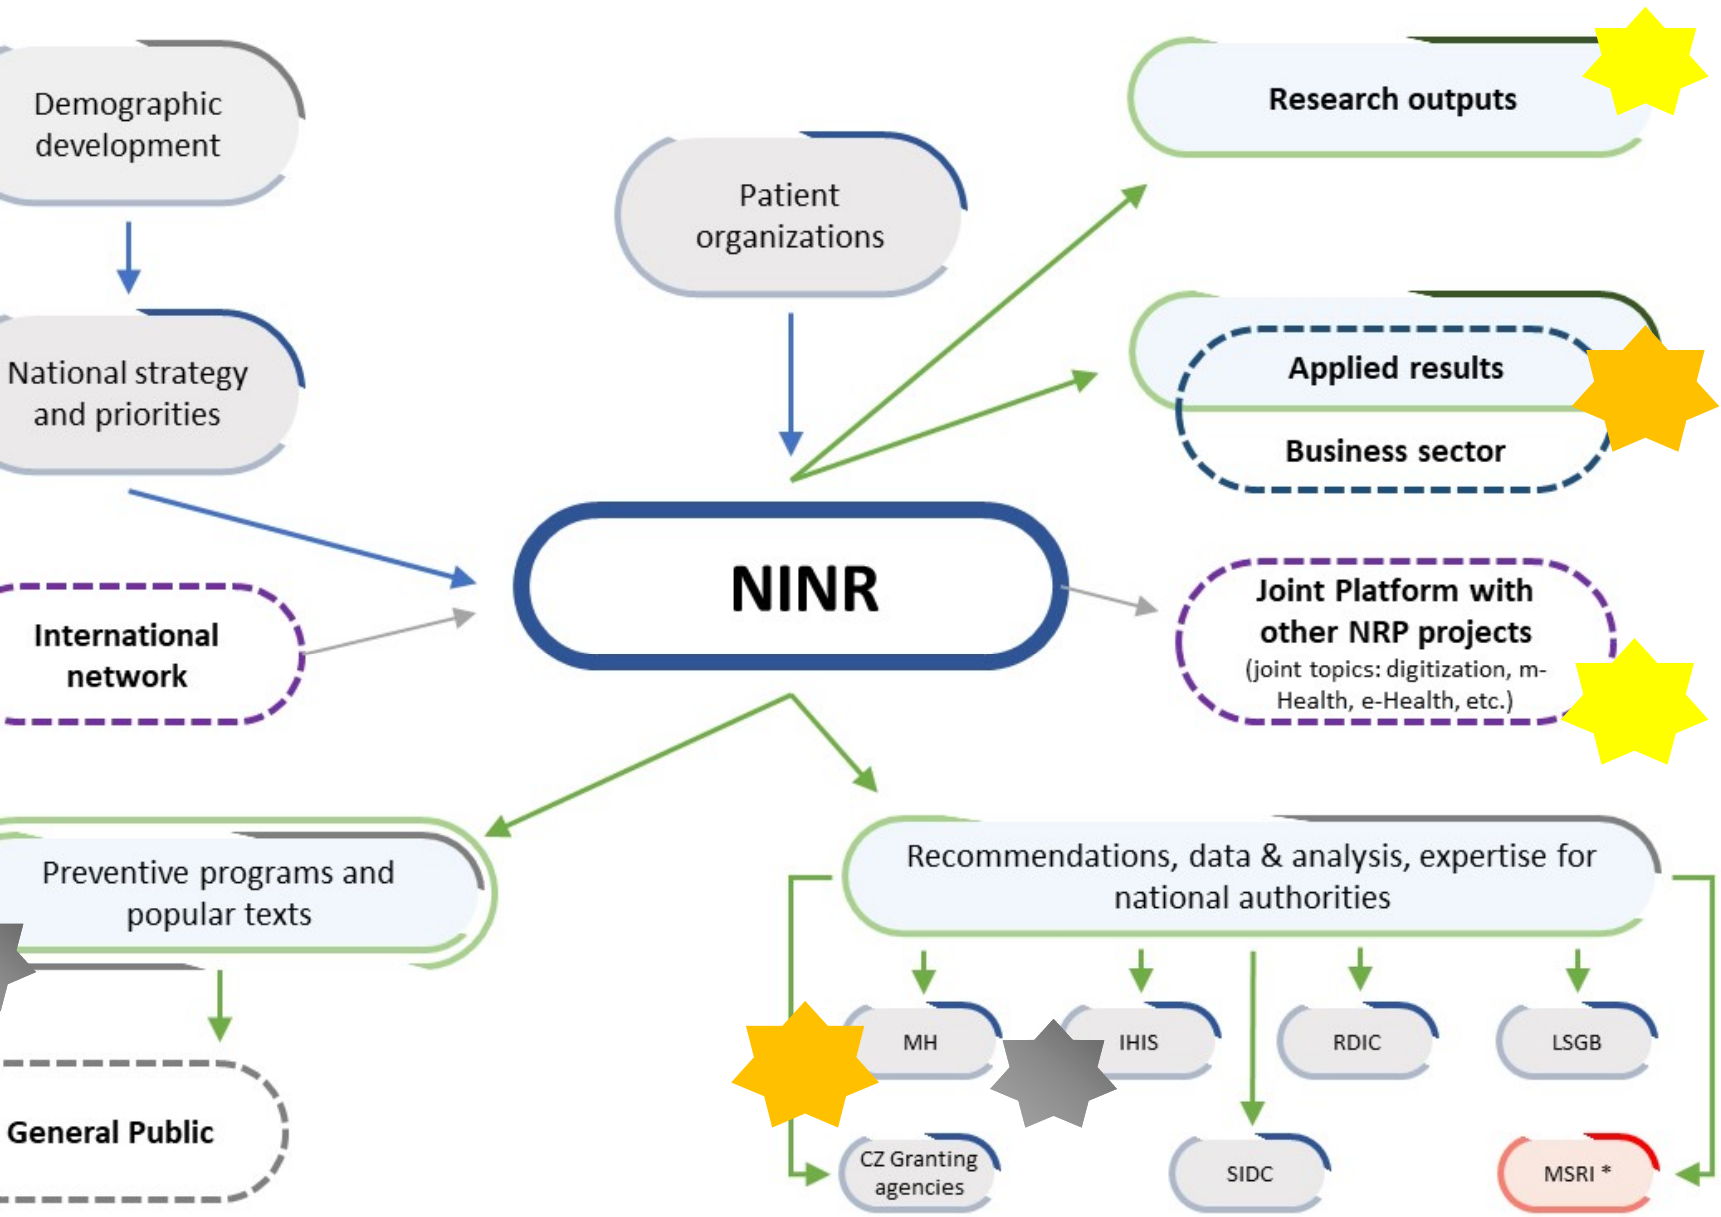 Demographic
development
Patient
organizations
Research outputs
National strategy
and priorities
Applied results
Business sector
International
network
NINR
Joint Platform with
other NRP projects
(joint topics: digitization, m-
Health, e-Health, etc.)
Preventive programs and
popular texts
Recommendations, data & analysis, expertise for
national authorities
MH
IHIS
RDIC
LSGB
General Public
CZ Granting
agencies
SIDC
MSRI *